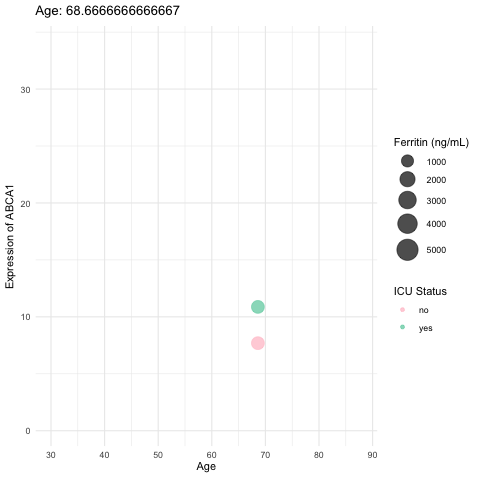 Age: 68.6666666666667
Expression of ABCA1
30
20
10
0
30 40 50 60 70 80 90
Age
Ferritin (ng/mL)
1000
2000
3000
4000
5000
ICU Status
no
yes